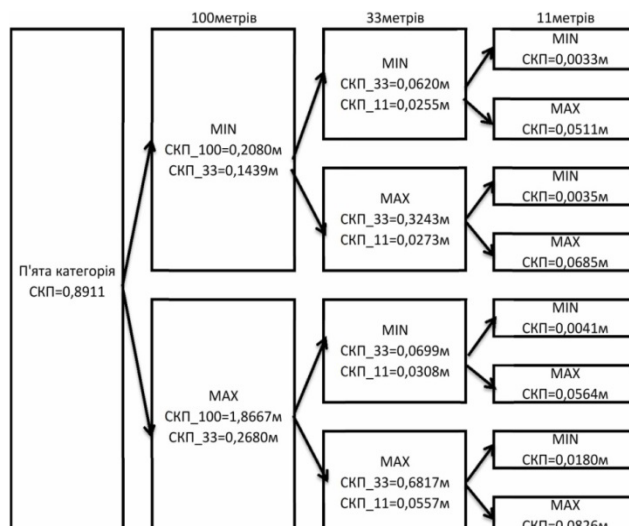 100метрів
33метрів
11метрів
П'ята категорія
СКП=0,8911
MIN
СКП_100=0,2080м
СКП_33=0,1439м
MAX
СКП_100=1,8667м
СКП_33=0,2680м
MIN
СКП_33=0,0620м
СКП_11=0,0255м
MAX
СКП_33=0,3243м
СКП_11=0,0273м
MIN
СКП_33=0,0699м
СКП_11=0,0308м
MAX
СКП_33=0,6817м
СКП_11=0,0557м
MIN
СКП=0,0033м
MAX
СКП=0,0511м
MIN
СКП=0,0035м
MAX
СКП=0,0685м
MIN
СКП=0,0041м
MAX
СКП=0,0564м
MIN
СКП=0,0180м
MAX
СКП=0,0826м